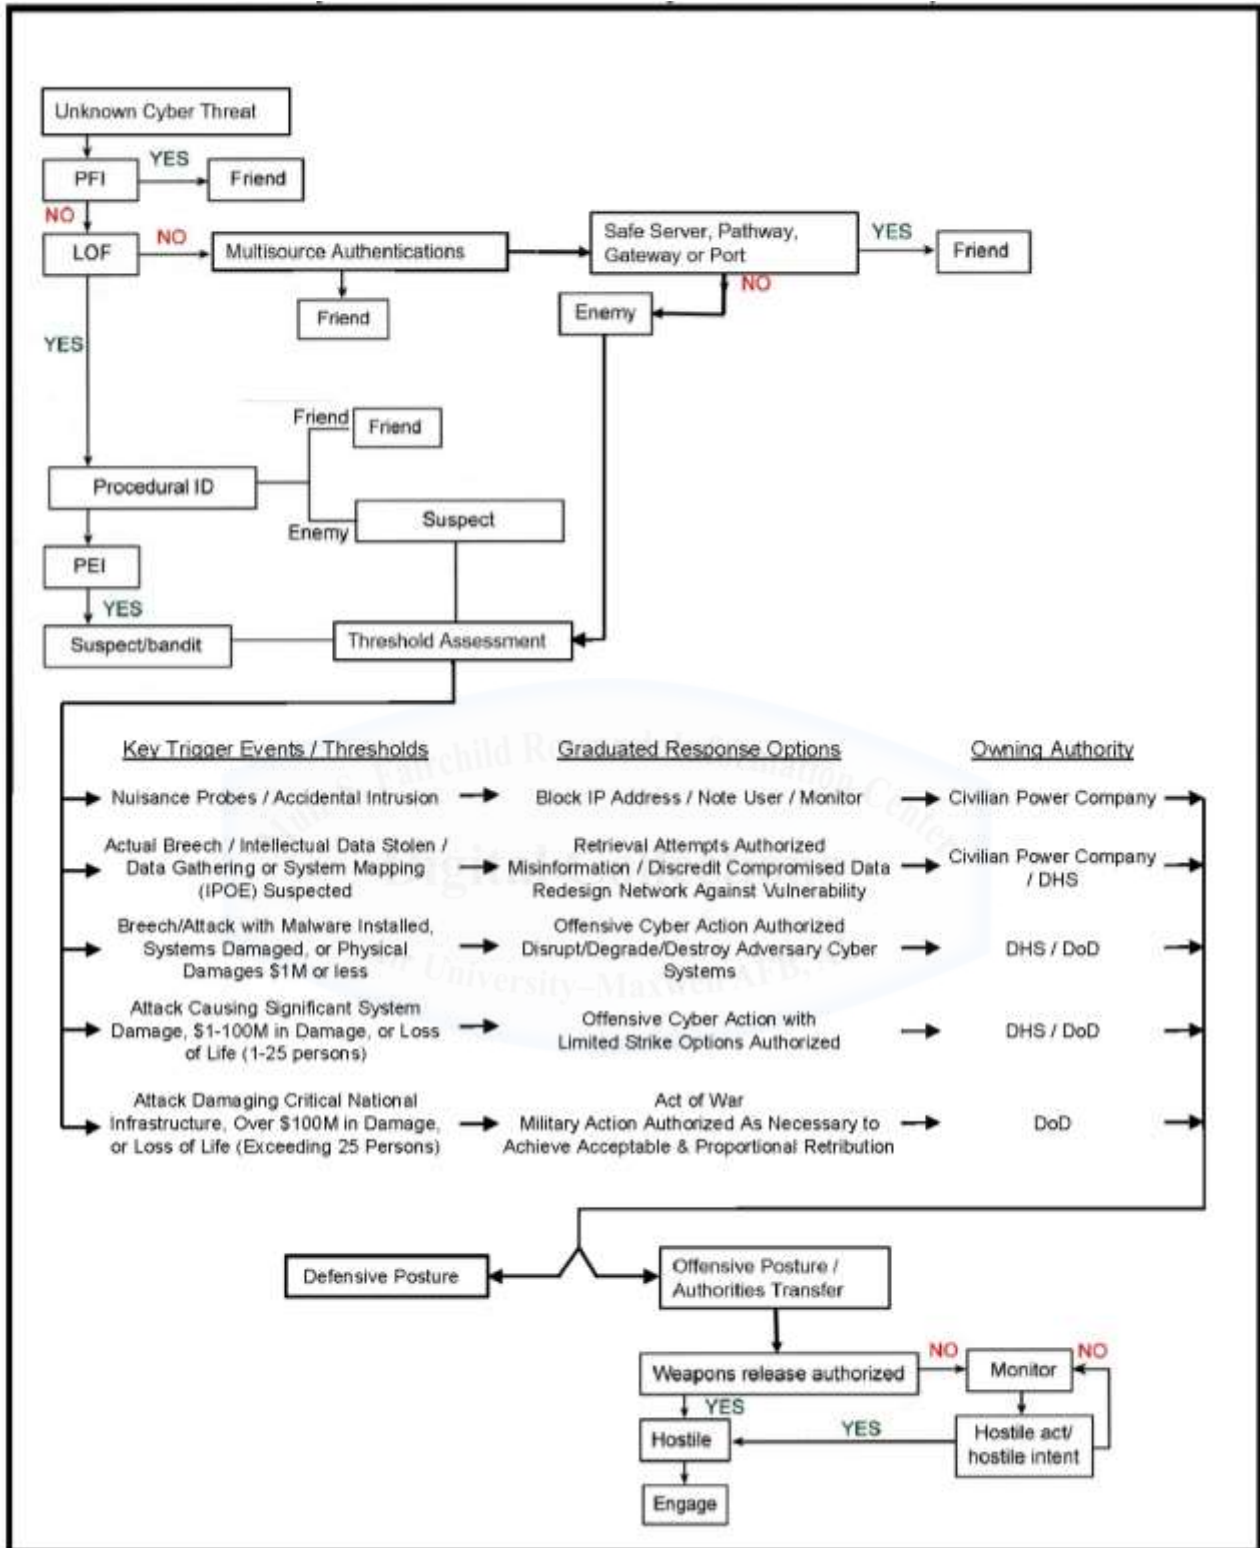 Unknown Cyber Threat
PFI
YES
Friend
NO
LOF
NO
Multisource Authentications
Safe Server, Pathway,
Gateway or Port
YES
Friend
NO
Friend
Enemy
YES
Friend
Friend
Procedural ID
Enemy
Suspect
PEI
YES
Suspect/bandit
Threshold Assessment
Key Trigger Events / Thresholds
Graduated Response Options
Owning Authority
Nuisance Probes / Accidental Intrusion
Block IP Address / Note User / Monitor
Civilian Power Company
Actual Breech / Intellectual Data Stolen /
Data Gathering or System Mapping
(IPOE) Suspected
Retrieval Attempts Authorized
Misinformation / Discredit Compromised Data
Redesign Network Against Vulnerability
Civilian Power Company
/ DHS
Breech/Attack with Malware Installed,
Systems Damaged, or Physical
Damages $1M or less
Offensive Cyber Action Authorized
Disrupt/Degrade/Destroy Adversary Cyber
Systems
DHS / DoD
Attack Causing Significant System
Damage, $1-100M in Damage, or Loss
of Life (1-25 persons)
Offensive Cyber Action with
Limited Strike Options Authorized
DHS / DoD
Attack Damaging Critical National
Infrastructure, Over $100M in Damage,
or Loss of Life (Exceeding 25 Persons)
Act of War
Military Action Authorized As Necessary to
Achieve Acceptable & Proportional Retribution
DoD
Defensive Posture
Offensive Posture /
Authorities Transfer
Weapons release authorized
NO
Monitor
NO
YES
Hostile
YES
Hostile act/
hostile intent
Engage